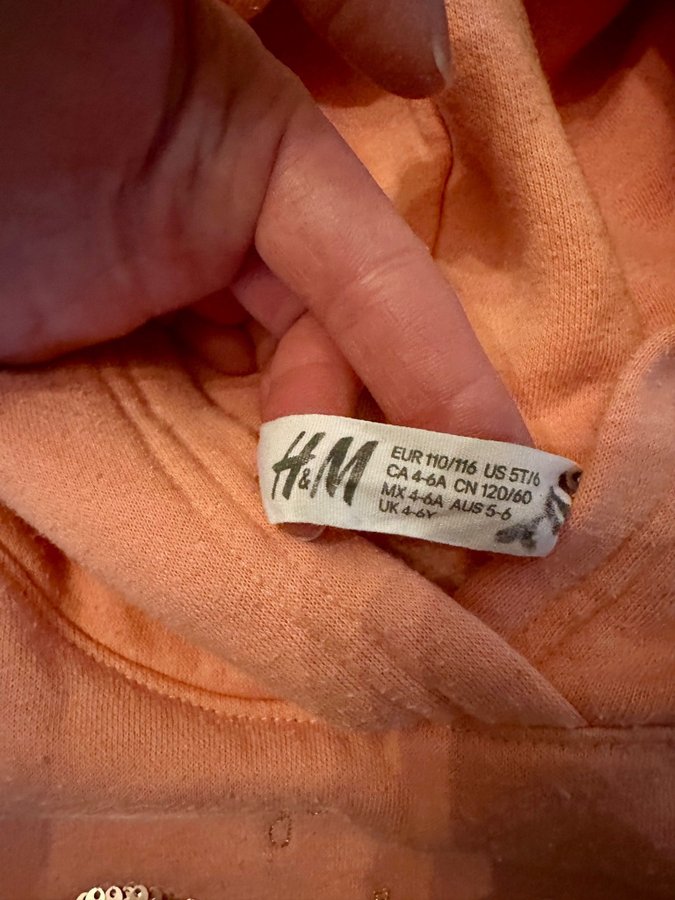 H&M
EUR 110/116 US 5T/6
CA 4-6A CN 120/60
MX 4-6A AUS 5-6
UK 4-6Y